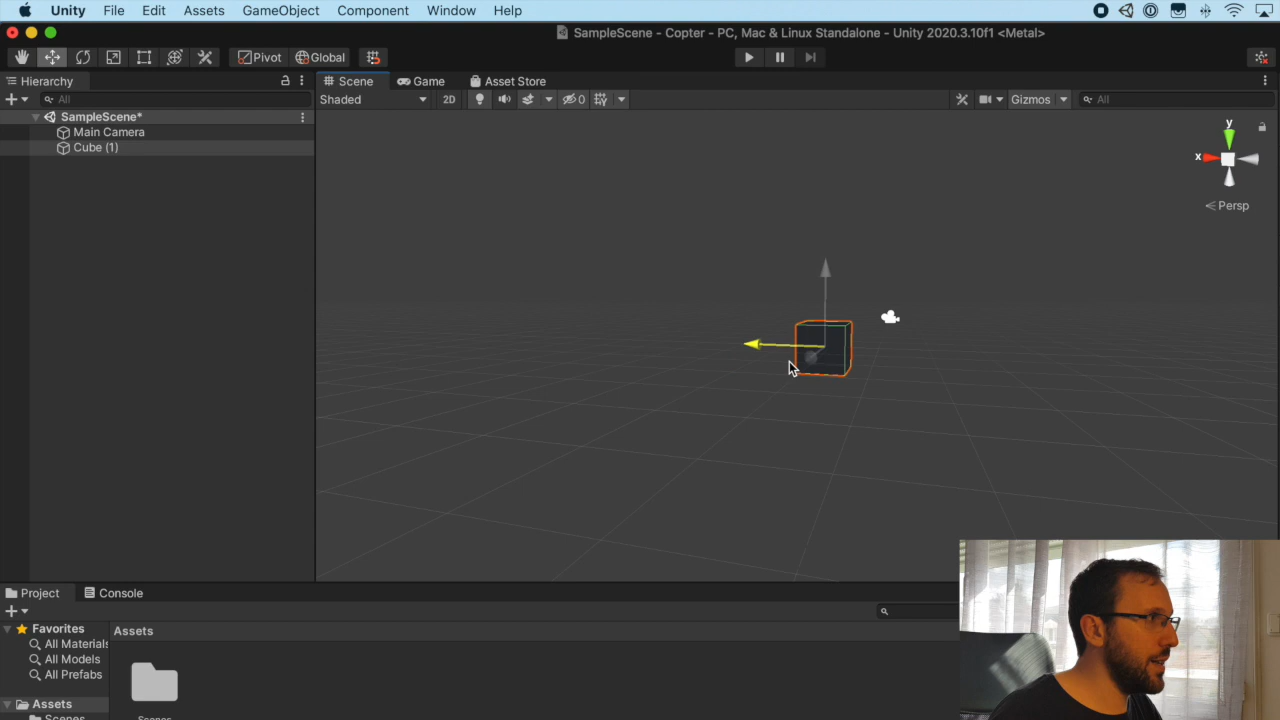 Unity File Edit Assets GameObject Component Window Help
SampleScene - Copter - PC, Mac & Linux Standalone - Unity 2020.3.10f1 <Metal>
Pivot Global
Hierarchy Scene Game Asset Store
All Shaded 2D 0 Gizmos All
SampleScene*
Main Camera
Cube (1)
y
x
Persp
Project Console
Favorites Assets
All Materials
All Models
All Prefabs
Assets
Scenes Scenes